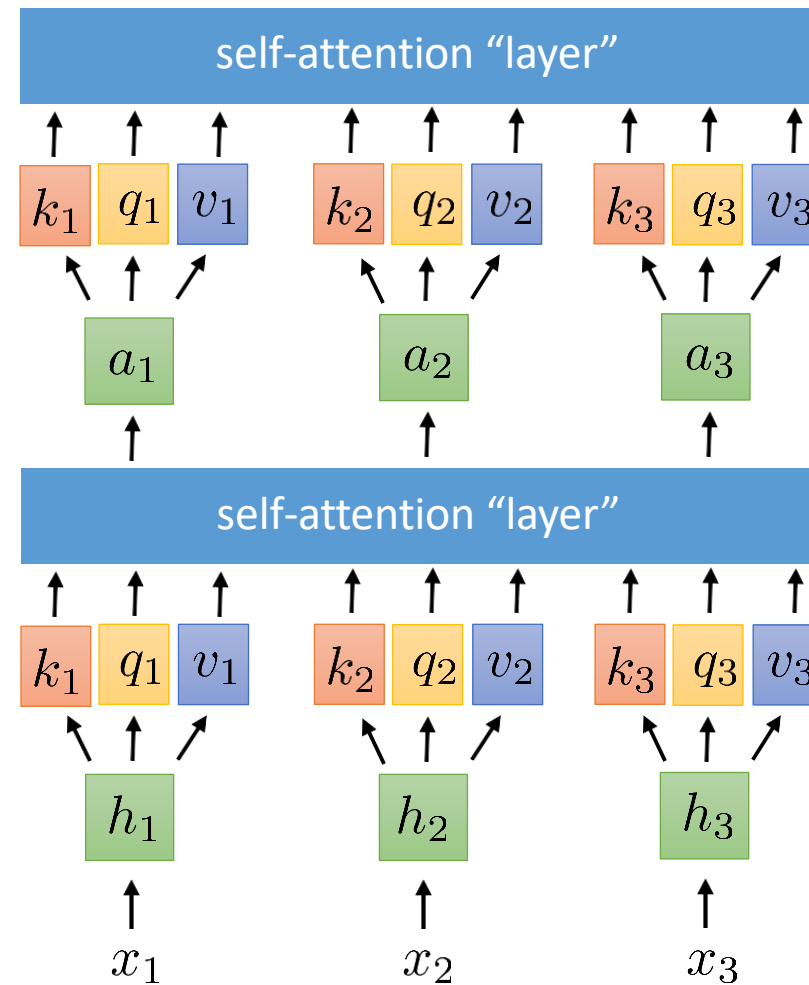 self-attention “layer”
k₁ q₁ v₁ k₂ q₂ v₂ k₃ q₃ v₃
a₁ a₂ a₃
self-attention “layer”
k₁ q₁ v₁ k₂ q₂ v₂ k₃ q₃ v₃
h₁ h₂ h₃
x₁ x₂ x₃